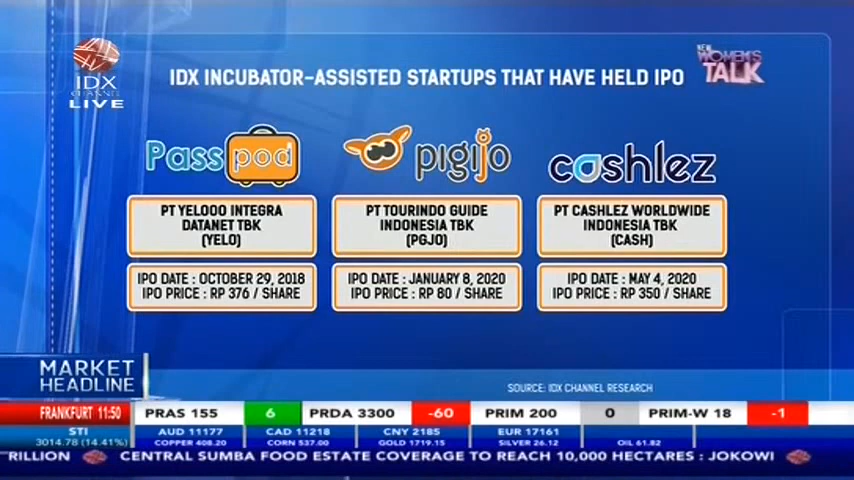 IDX
CHANNEL
LIVE
IDX INCUBATOR-ASSISTED STARTUPS THAT HAVE HELD IPO
NEW
WOMEN'S
TALK
Passpod
pigijo
cashlez
PT YELOOO INTEGRA
DATANET TBK
(YELO)
PT TOURINDO GUIDE
INDONESIA TBK
(PGJO)
PT CASHLEZ WORLDWIDE
INDONESIA TBK
(CASH)
IPO DATE : OCTOBER 29, 2018
IPO PRICE : RP 376 / SHARE
IPO DATE : JANUARY 8, 2020
IPO PRICE : RP 80 / SHARE
IPO DATE : MAY 4, 2020
IPO PRICE : RP 350 / SHARE
MARKET
HEADLINE
SOURCE: IDX CHANNEL RESEARCH
FRANKFURT 11:50
PRAS 155 6 PRDA 3300 -60 PRIM 200 0 PRIM-W 18 -1
STI AUD 11177 CAD 11218 CNY 2185 EUR 17161
3014.78 (14.41%) COPPER 408.20 CORN 537.00 GOLD 1719.15 SILVER 26.12 OIL 61.82
RILLION CENTRAL SUMBA FOOD ESTATE COVERAGE TO REACH 10,000 HECTARES : JOKOWI